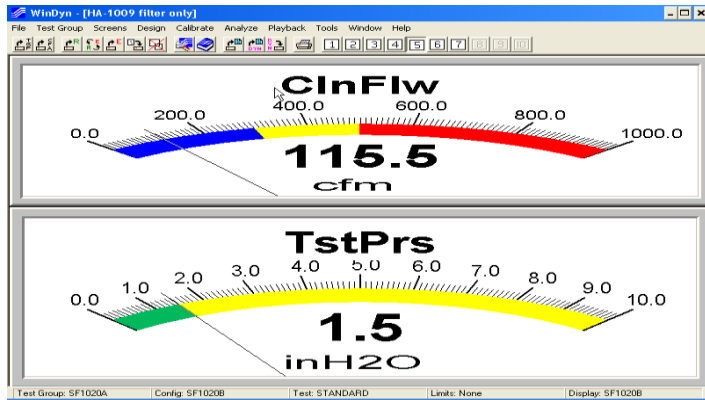 WinDyn - [HA-1009 filter only]
File Test Group Screens Design Calibrate Analyze Playback Tools Window Help
1 2 3 4 5 6 7 8 9 10
ClnFlw
0.0 200.0 400.0 600.0 800.0 1000.0
115.5
cfm
TstPrs
0.0 1.0 2.0 3.0 4.0 5.0 6.0 7.0 8.0 9.0 10.0
1.5
inH2O
Test Group: SF1020A Config: SF1020B Test: STANDARD Limits: None Display: SF1020B